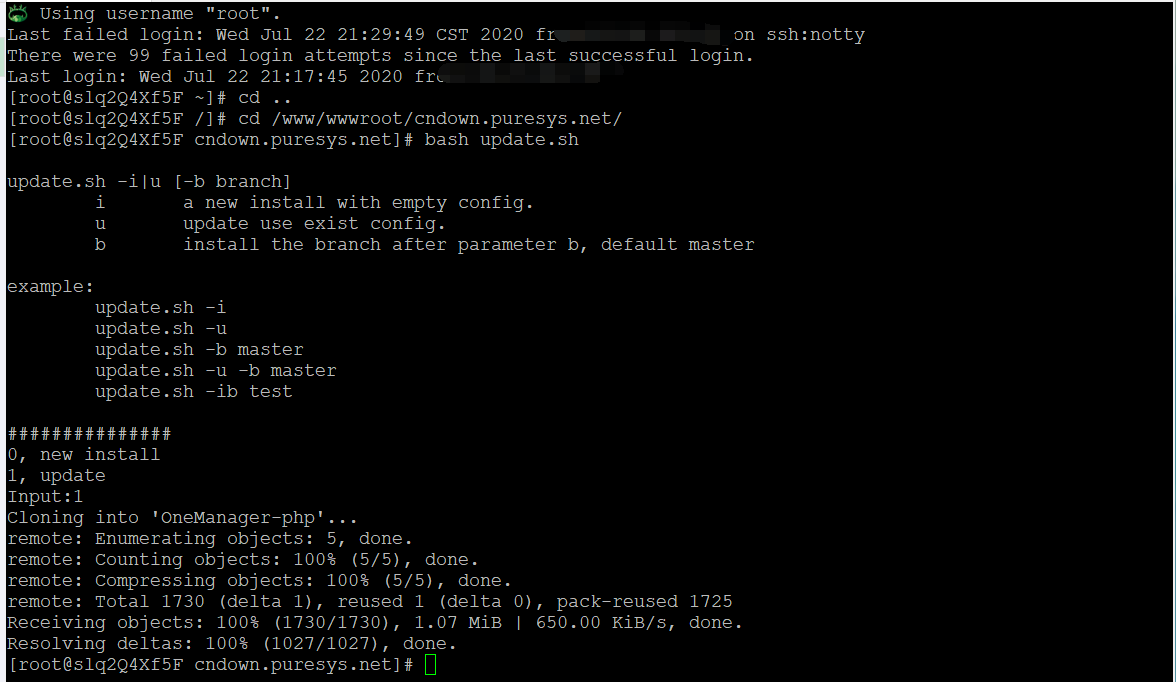 Using username "root".
Last failed login: Wed Jul 22 21:29:49 CST 2020 fr on ssh:notty
There were 99 failed login attempts since the last successful login.
Last login: Wed Jul 22 21:17:45 2020 fro
[root@slq2Q4Xf5F ~]# cd ..
[root@slq2Q4Xf5F /]# cd /www/wwwroot/cndown.puresys.net/
[root@slq2Q4Xf5F cndown.puresys.net]# bash update.sh
update.sh -i|u [-b branch]
i a new install with empty config.
u update use exist config.
b install the branch after parameter b, default master
example:
update.sh -i
update.sh -u
update.sh -b master
update.sh -u -b master
update.sh -ib test
###############
0, new install
1, update
Input:1
Cloning into 'OneManager-php'...
remote: Enumerating objects: 5, done.
remote: Counting objects: 100% (5/5), done.
remote: Compressing objects: 100% (5/5), done.
remote: Total 1730 (delta 1), reused 1 (delta 0), pack-reused 1725
Receiving objects: 100% (1730/1730), 1.07 MiB | 650.00 KiB/s, done.
Resolving deltas: 100% (1027/1027), done.
[root@slq2Q4Xf5F cndown.puresys.net]#